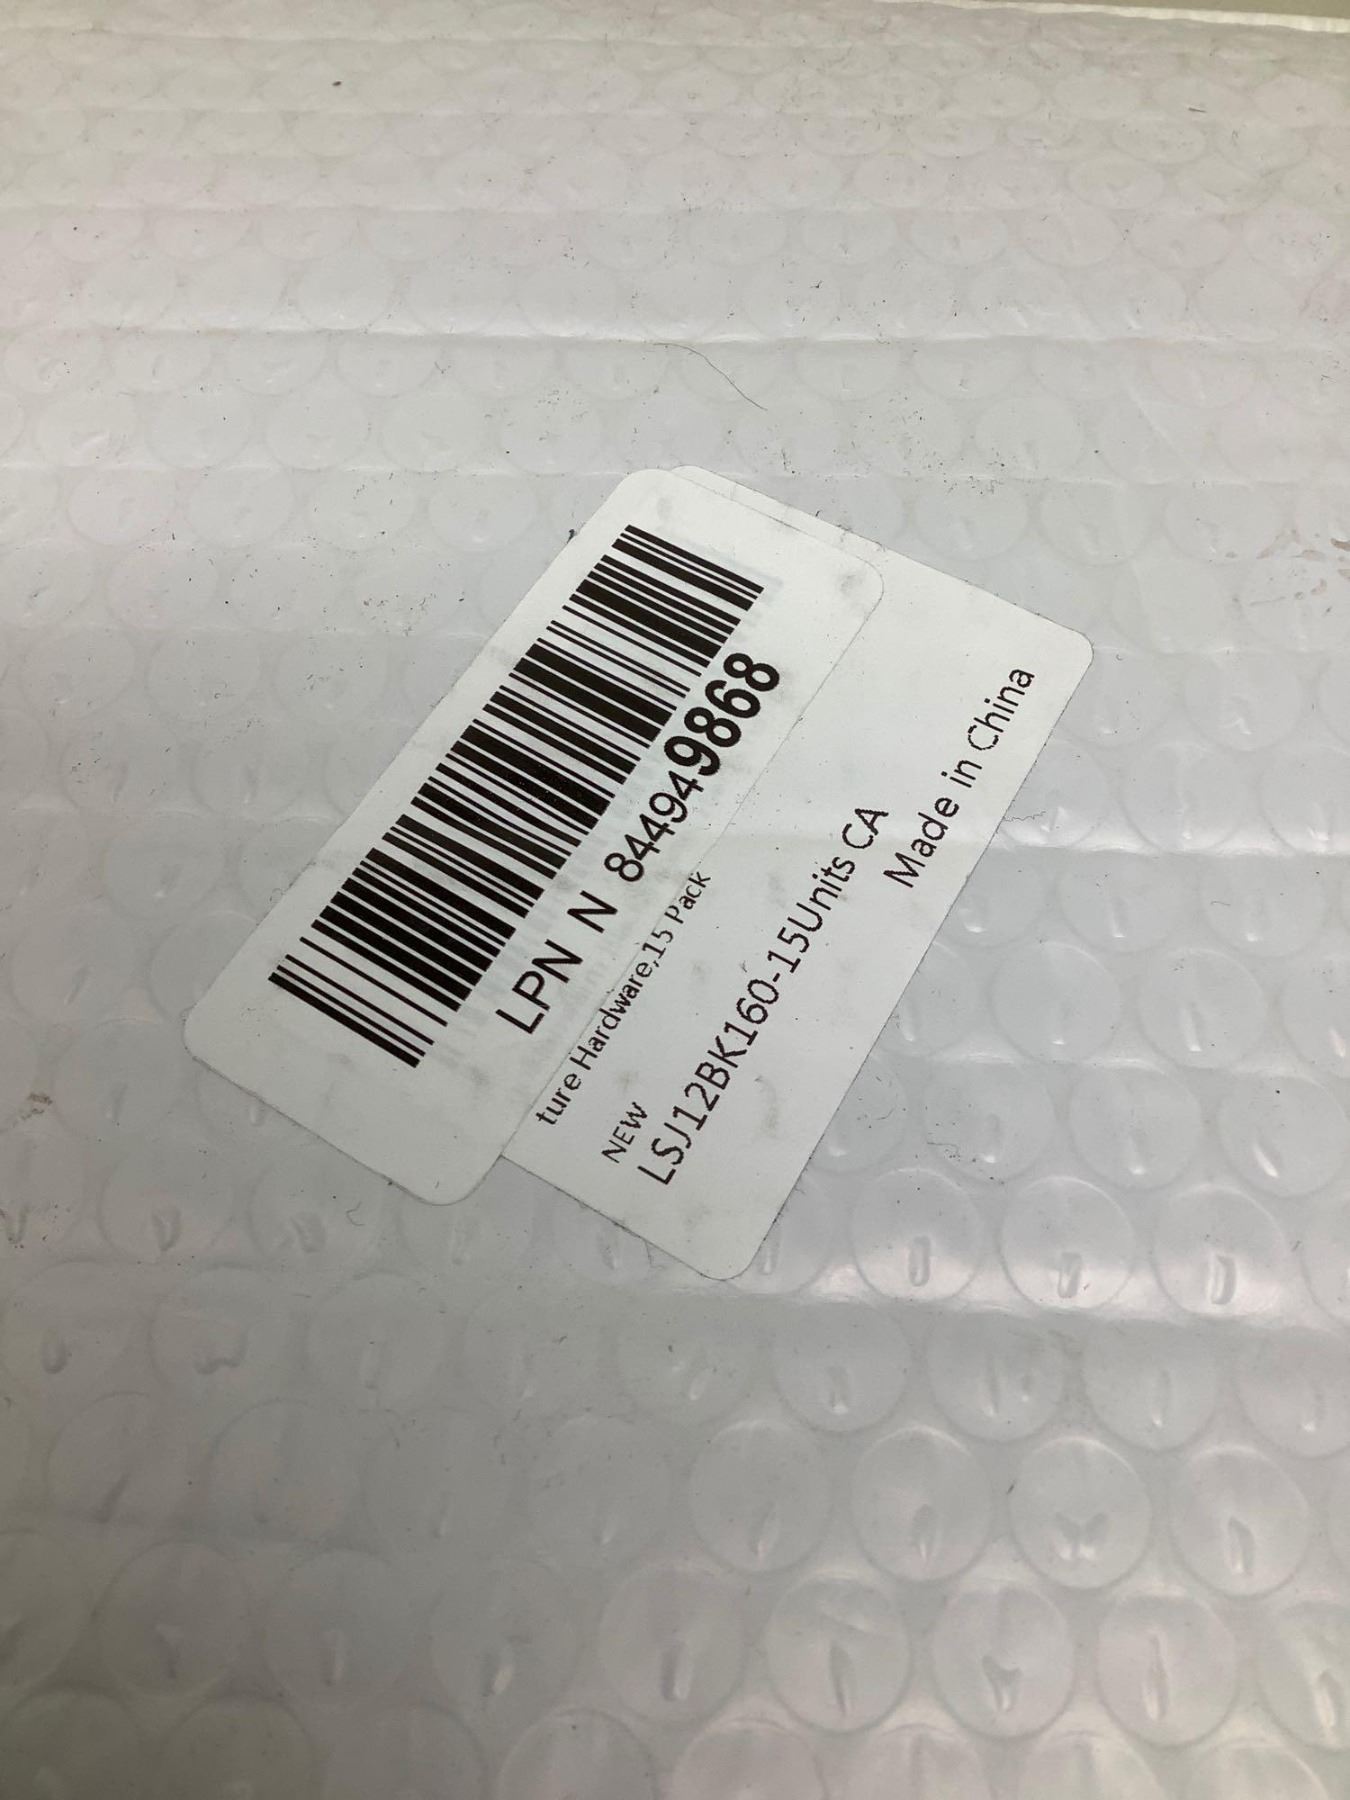 LPN N 844949868
ture Hardware,15 Pack
NEW
LSJ12BK160-15Units CA
Made in China